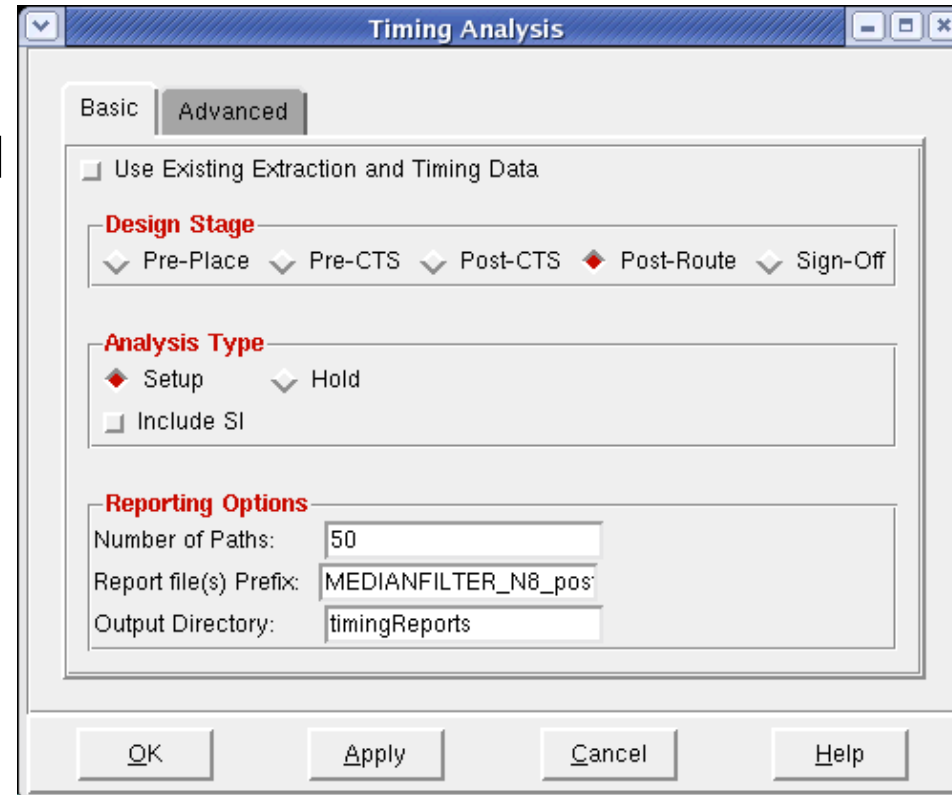 Timing Analysis
Basic Advanced
Use Existing Extraction and Timing Data
Design Stage
Pre-Place Pre-CTS Post-CTS Post-Route Sign-Off
Analysis Type
Setup Hold
Include SI
Reporting Options
Number of Paths: 50
Report file(s) Prefix: MEDIANFILTER_N8_post
Output Directory: timingReports
OK Apply Cancel Help